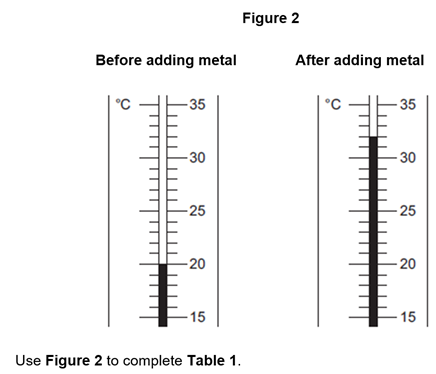 Figure 2
Before adding metal After adding metal
°C 35 °C 35
30 30
25 25
20 20
15 15
Use Figure 2 to complete Table 1.